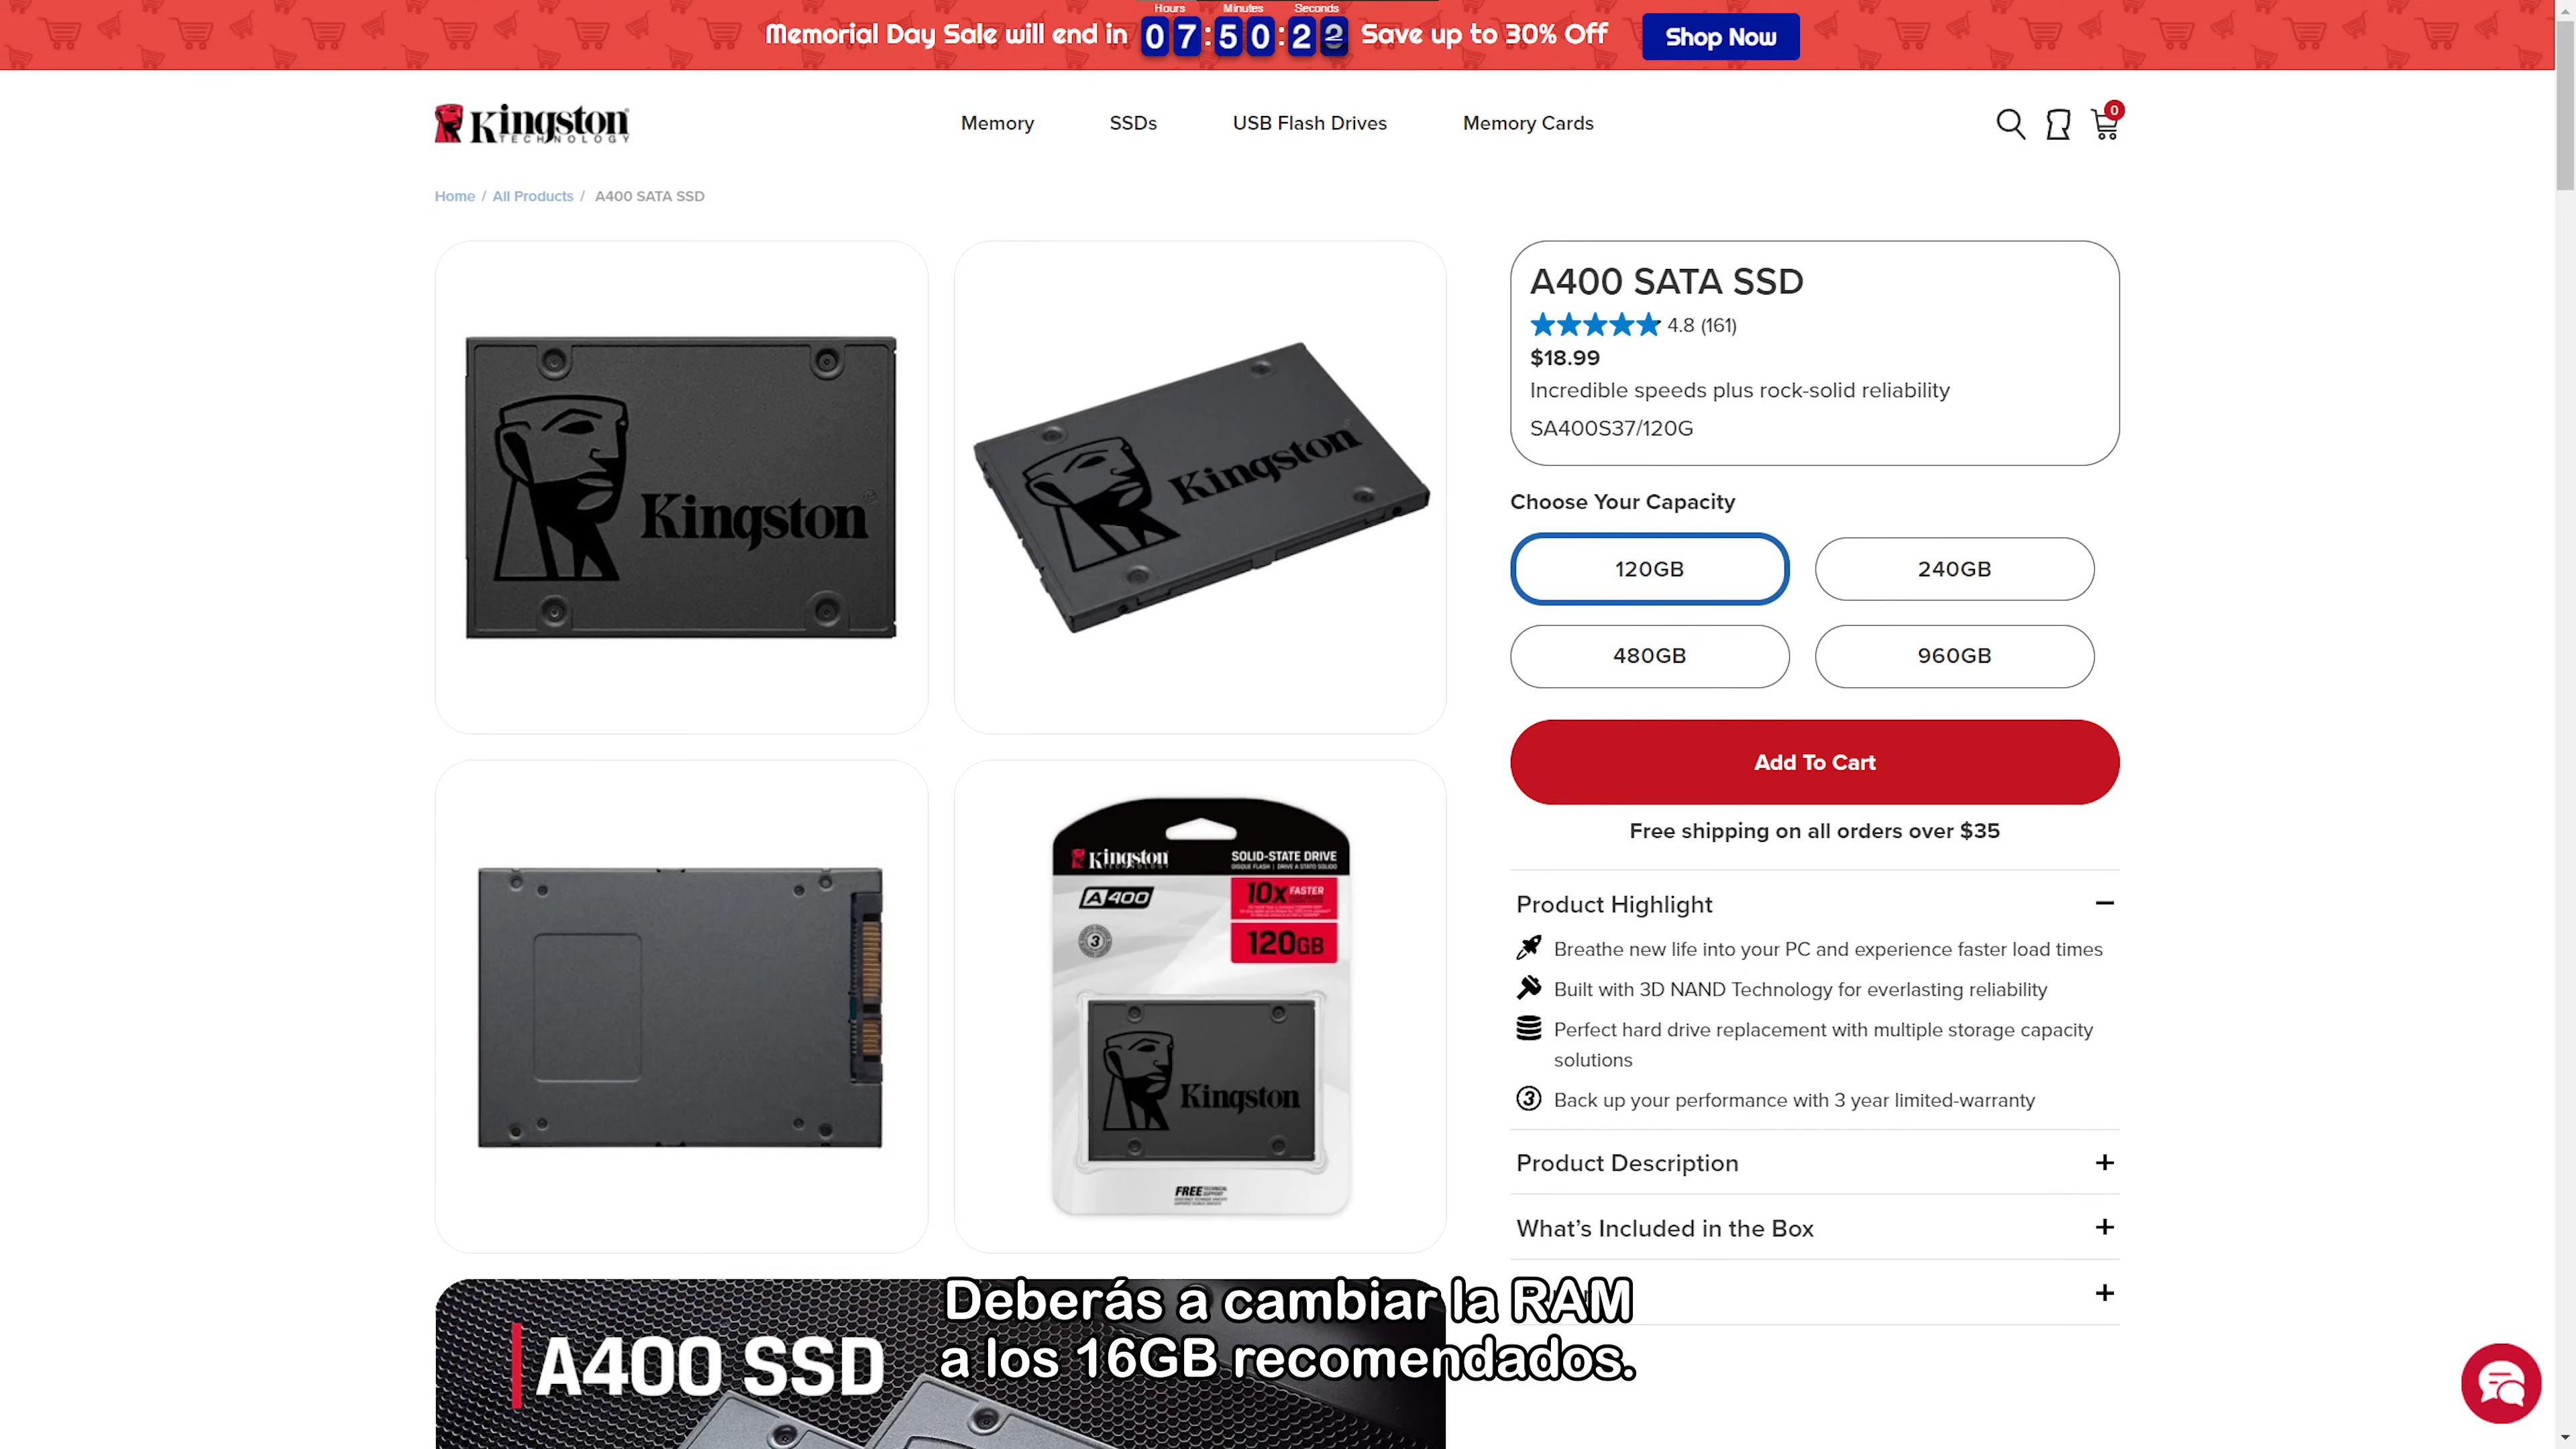 Hours Minutes Seconds
Memorial Day Sale will end in 07:50:22 Save up to 30% Off Shop Now
Kingston
TECHNOLOGY
Memory SSDs USB Flash Drives Memory Cards
0
Home / All Products / A400 SATA SSD
Kingston
Kingston
A400 SATA SSD
4.8 (161)
$18.99
Incredible speeds plus rock-solid reliability
SA400S37/120G
Choose Your Capacity
120GB 240GB
480GB 960GB
Add To Cart
Free shipping on all orders over $35
Kingston
SOLID-STATE DRIVE
A400
10x FASTER
3
120GB
Kingston
FREE TECHNICAL SUPPORT
Product Highlight
Breathe new life into your PC and experience faster load times
Built with 3D NAND Technology for everlasting reliability
Perfect hard drive replacement with multiple storage capacity
solutions
3 Back up your performance with 3 year limited-warranty
Product Description
What's Included in the Box
A400 SSD
Deberás a cambiar la RAM
a los 16GB recomendados.